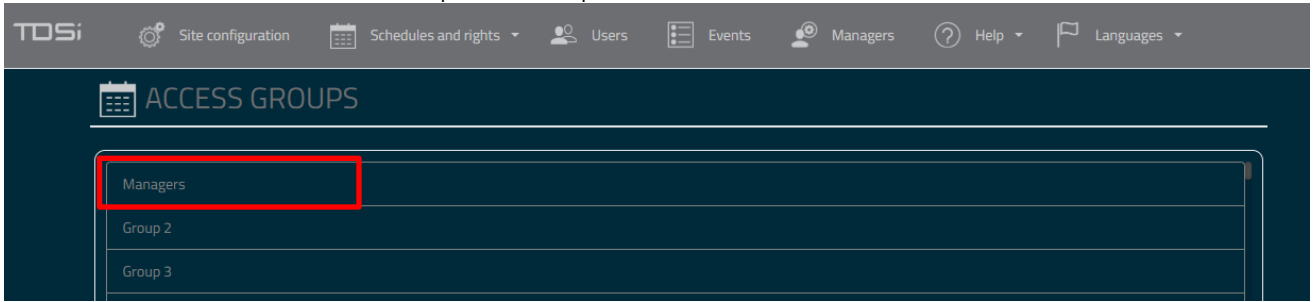 TDSi Site configuration Schedules and rights Users Events Managers Help Languages
ACCESS GROUPS
Managers
Group 2
Group 3